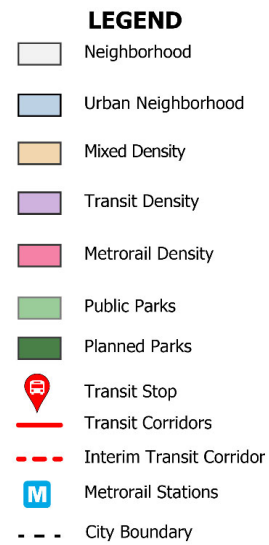 LEGEND
Neighborhood
Urban Neighborhood
Mixed Density
Transit Density
Metrorail Density
Public Parks
Planned Parks
Transit Stop
Transit Corridors
Interim Transit Corridor
M Metrorail Stations
City Boundary